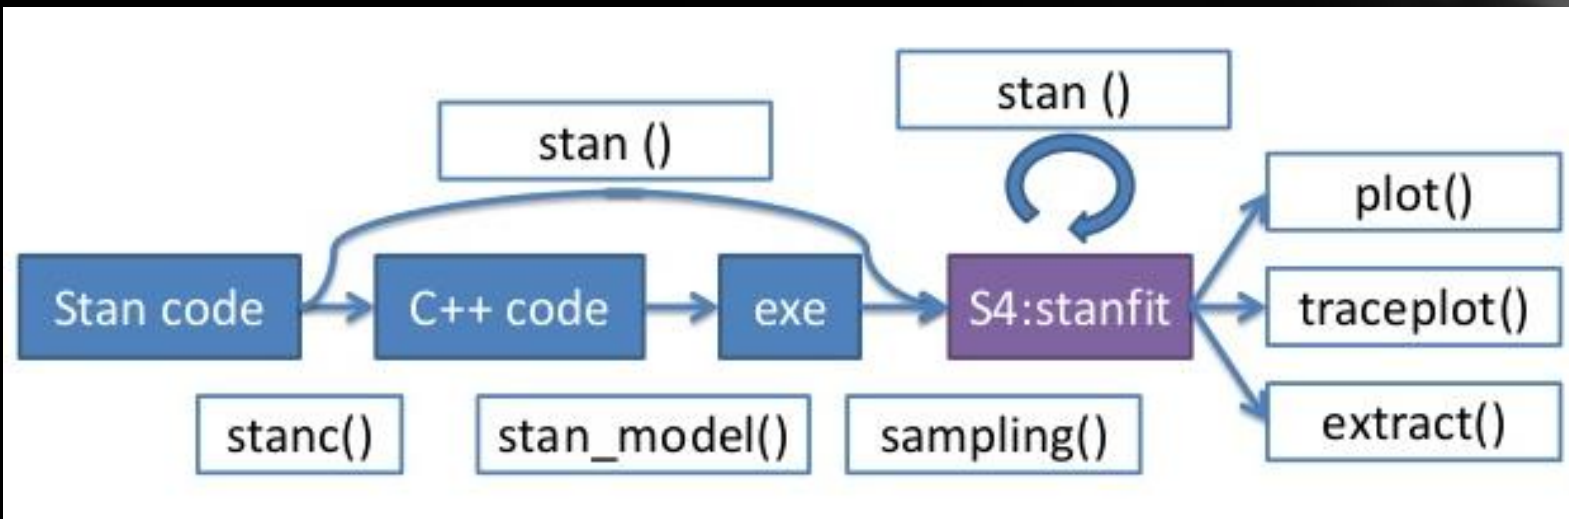 stan ()
stan ()
plot()
Stan code
C++ code
exe
S4:stanfit
traceplot()
stanc()
stan_model()
sampling()
extract()